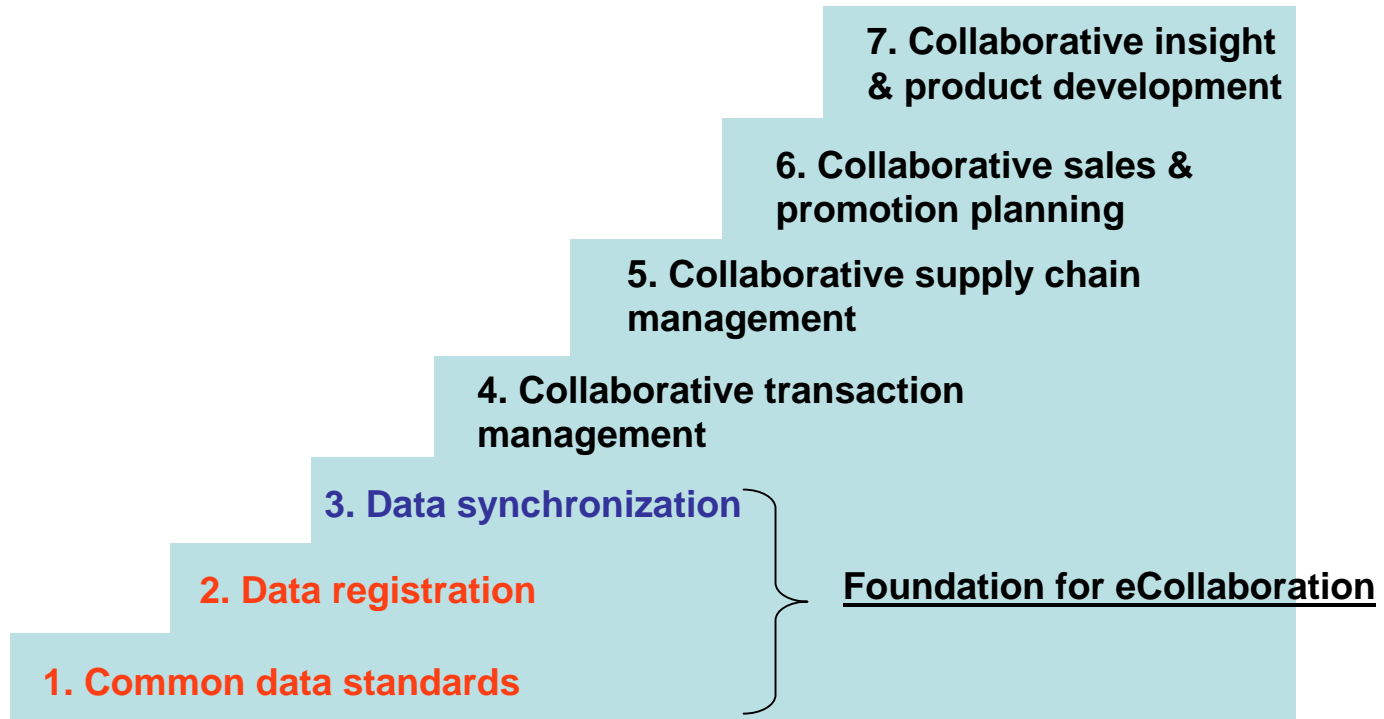 7. Collaborative insight
& product development
6. Collaborative sales &
promotion planning
5. Collaborative supply chain
management
4. Collaborative transaction
management
3. Data synchronization
2. Data registration
Foundation for eCollaboration
1. Common data standards